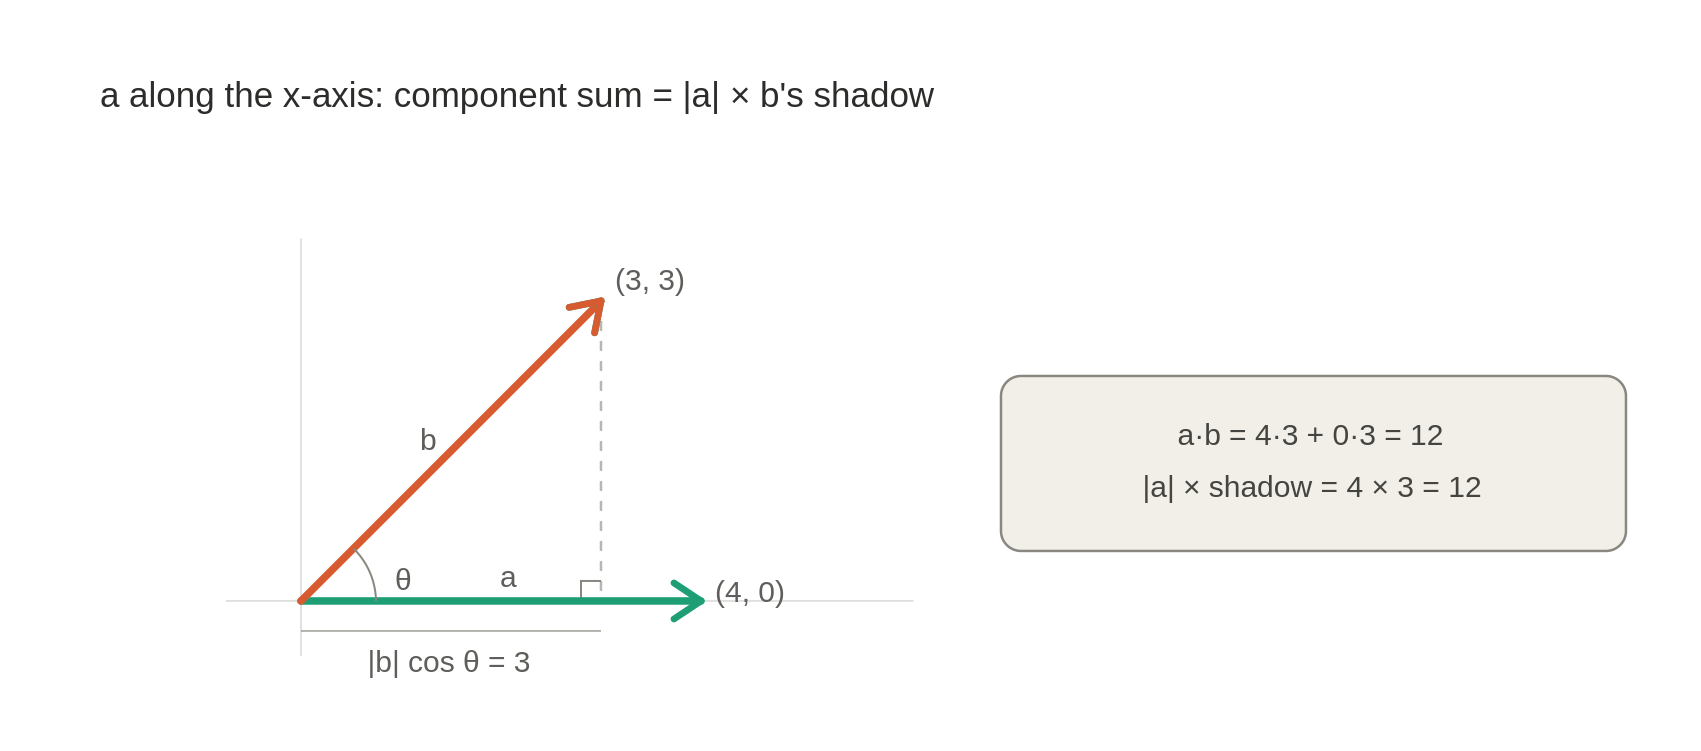 a along the x-axis: component sum = |a| × b's shadow
(3, 3)
b
θ
a
(4, 0)
|b| cos θ = 3
a·b = 4·3 + 0·3 = 12
|a| × shadow = 4 × 3 = 12